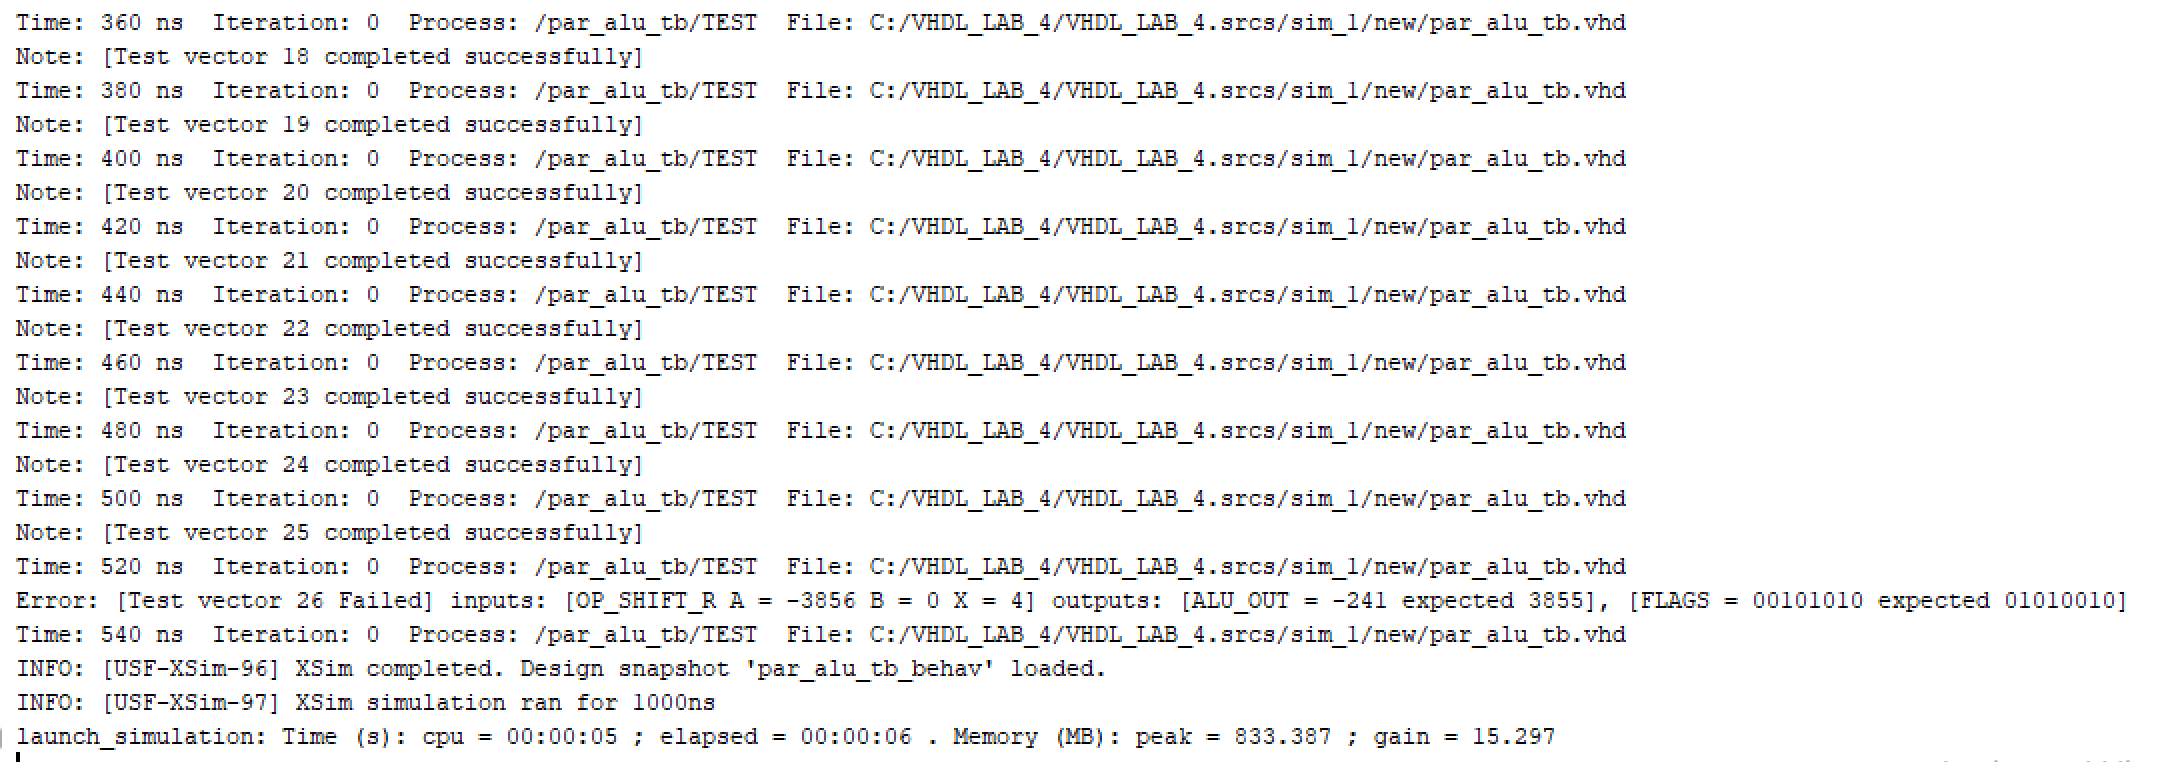 Time: 360 ns  Iteration: 0  Process: /par_alu_tb/TEST  File: C:/VHDL_LAB_4/VHDL_LAB_4.srcs/sim_1/new/par_alu_tb.vhd
Note: [Test vector 18 completed successfully]
Time: 380 ns  Iteration: 0  Process: /par_alu_tb/TEST  File: C:/VHDL_LAB_4/VHDL_LAB_4.srcs/sim_1/new/par_alu_tb.vhd
Note: [Test vector 19 completed successfully]
Time: 400 ns  Iteration: 0  Process: /par_alu_tb/TEST  File: C:/VHDL_LAB_4/VHDL_LAB_4.srcs/sim_1/new/par_alu_tb.vhd
Note: [Test vector 20 completed successfully]
Time: 420 ns  Iteration: 0  Process: /par_alu_tb/TEST  File: C:/VHDL_LAB_4/VHDL_LAB_4.srcs/sim_1/new/par_alu_tb.vhd
Note: [Test vector 21 completed successfully]
Time: 440 ns  Iteration: 0  Process: /par_alu_tb/TEST  File: C:/VHDL_LAB_4/VHDL_LAB_4.srcs/sim_1/new/par_alu_tb.vhd
Note: [Test vector 22 completed successfully]
Time: 460 ns  Iteration: 0  Process: /par_alu_tb/TEST  File: C:/VHDL_LAB_4/VHDL_LAB_4.srcs/sim_1/new/par_alu_tb.vhd
Note: [Test vector 23 completed successfully]
Time: 480 ns  Iteration: 0  Process: /par_alu_tb/TEST  File: C:/VHDL_LAB_4/VHDL_LAB_4.srcs/sim_1/new/par_alu_tb.vhd
Note: [Test vector 24 completed successfully]
Time: 500 ns  Iteration: 0  Process: /par_alu_tb/TEST  File: C:/VHDL_LAB_4/VHDL_LAB_4.srcs/sim_1/new/par_alu_tb.vhd
Note: [Test vector 25 completed successfully]
Time: 520 ns  Iteration: 0  Process: /par_alu_tb/TEST  File: C:/VHDL_LAB_4/VHDL_LAB_4.srcs/sim_1/new/par_alu_tb.vhd
Error: [Test vector 26 Failed] inputs: [OP_SHIFT_R A = -3856 B = 0 X = 4] outputs: [ALU_OUT = -241 expected 3855], [FLAGS = 00101010 expected 01010010]
Time: 540 ns  Iteration: 0  Process: /par_alu_tb/TEST  File: C:/VHDL_LAB_4/VHDL_LAB_4.srcs/sim_1/new/par_alu_tb.vhd
INFO: [USF-XSim-96] XSim completed. Design snapshot 'par_alu_tb_behav' loaded.
INFO: [USF-XSim-97] XSim simulation ran for 1000ns
launch_simulation: Time (s): cpu = 00:00:05 ; elapsed = 00:00:06 . Memory (MB): peak = 833.387 ; gain = 15.297